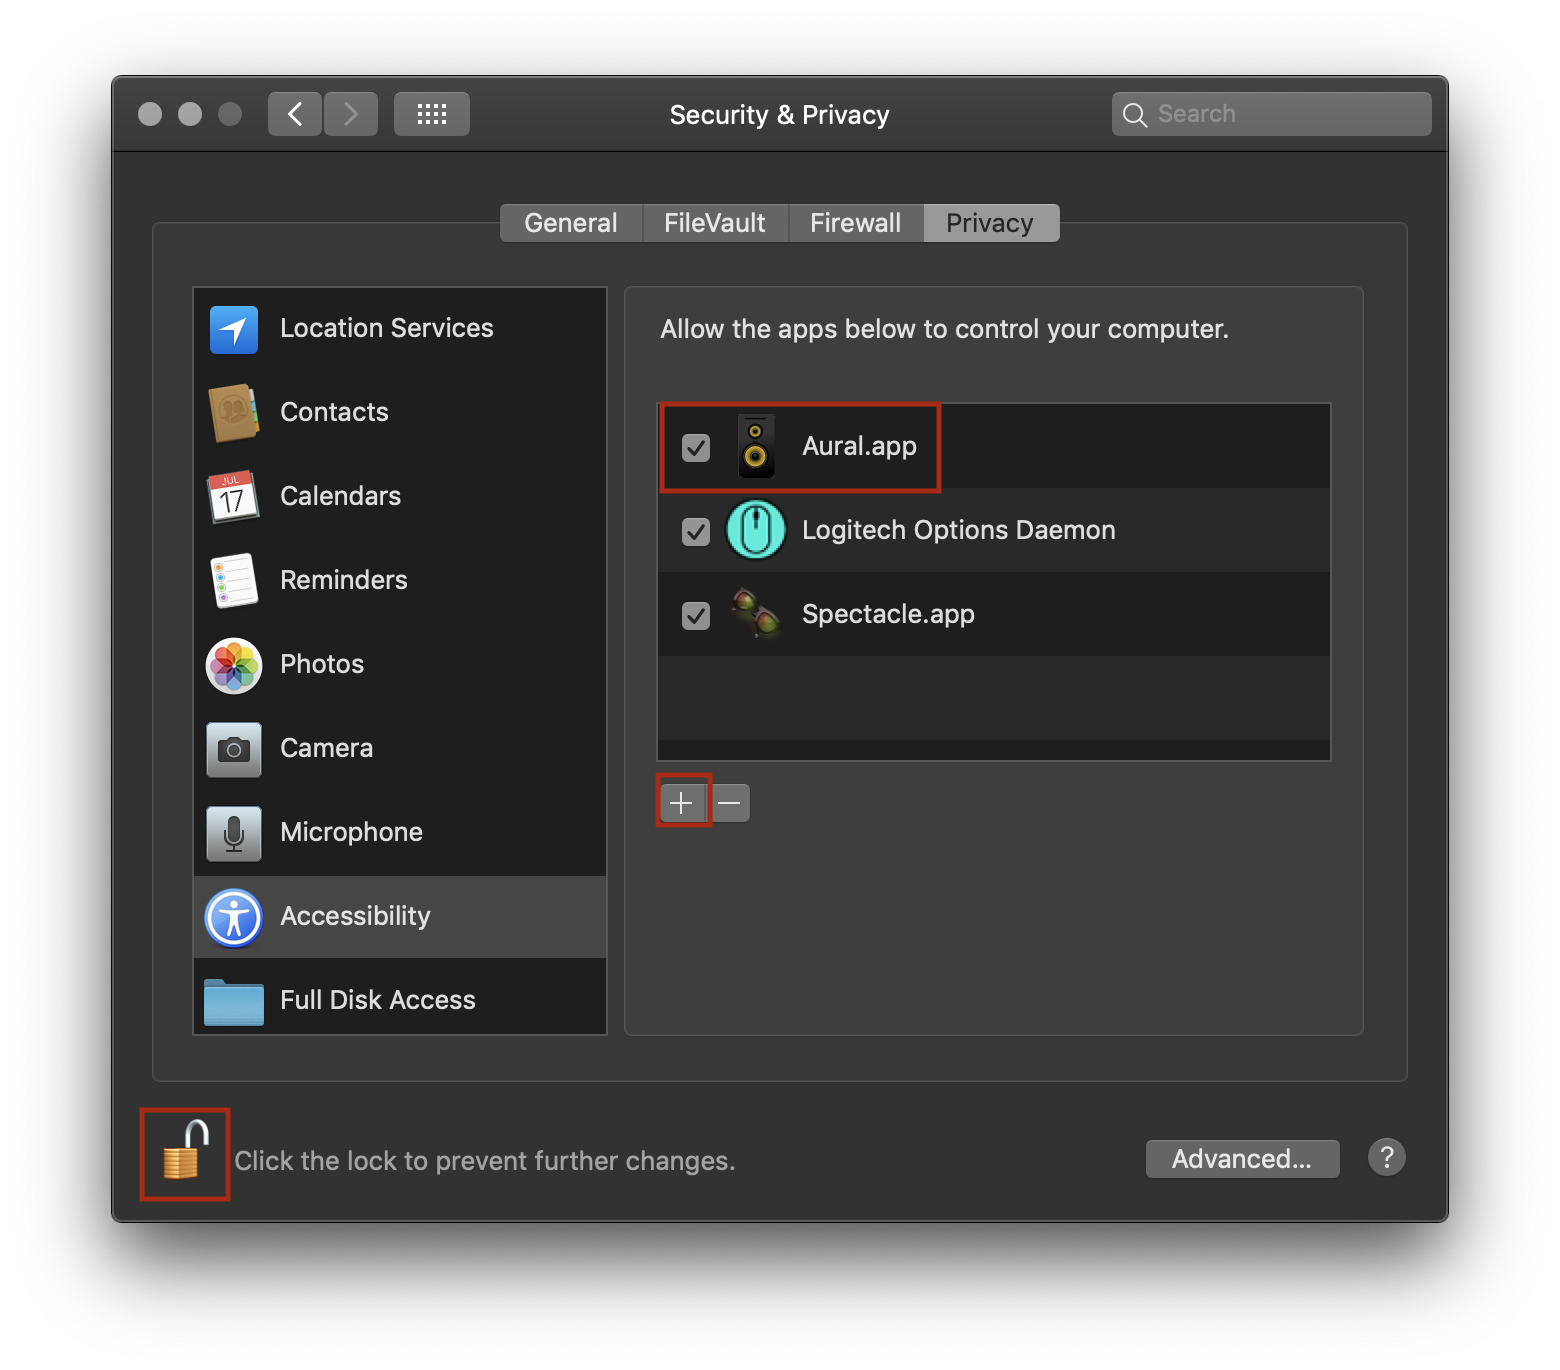 Security & Privacy
Search
General
FileVault
Firewall
Privacy
Location Services
Contacts
JUL
17
Calendars
Reminders
Photos
Camera
Microphone
Accessibility
Full Disk Access
Allow the apps below to control your computer.
Aural.app
Logitech Options Daemon
Spectacle.app
Click the lock to prevent further changes.
Advanced...
?